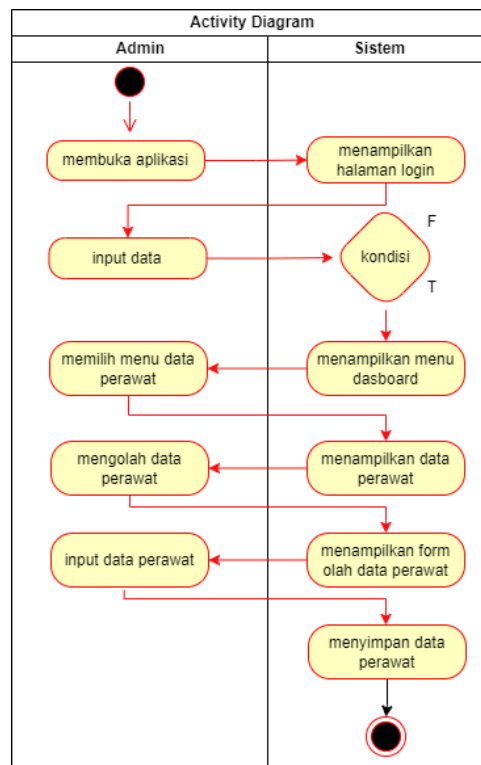 Activity Diagram
Admin
Sistem
membuka aplikasi
menampilkan
halaman login
input data
kondisi
F
T
memilih menu data
perawat
menampilkan menu
dasboard
mengolah data
perawat
menampilkan data
perawat
input data perawat
menampilkan form
olah data perawat
menyimpan data
perawat